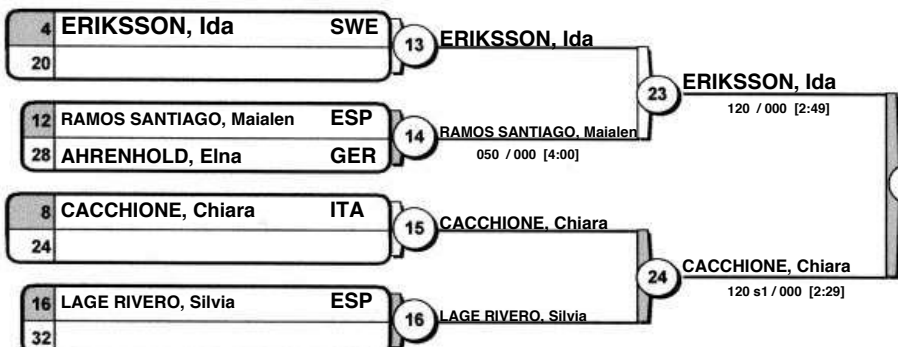 4 ERIKSSON, Ida SWE
20
13 ERIKSSON, Ida
23 ERIKSSON, Ida
120 / 000 [2:49]
12 RAMOS SANTIAGO, Maialen ESP
28 AHRENHOLD, Elna GER
14 RAMOS SANTIAGO, Maialen
050 / 000 [4:00]
8 CACCHIONE, Chiara ITA
24
15 CACCHIONE, Chiara
24 CACCHIONE, Chiara
120 s1 / 000 [2:29]
16 LAGE RIVERO, Silvia ESP
32
16 LAGE RIVERO, Silvia